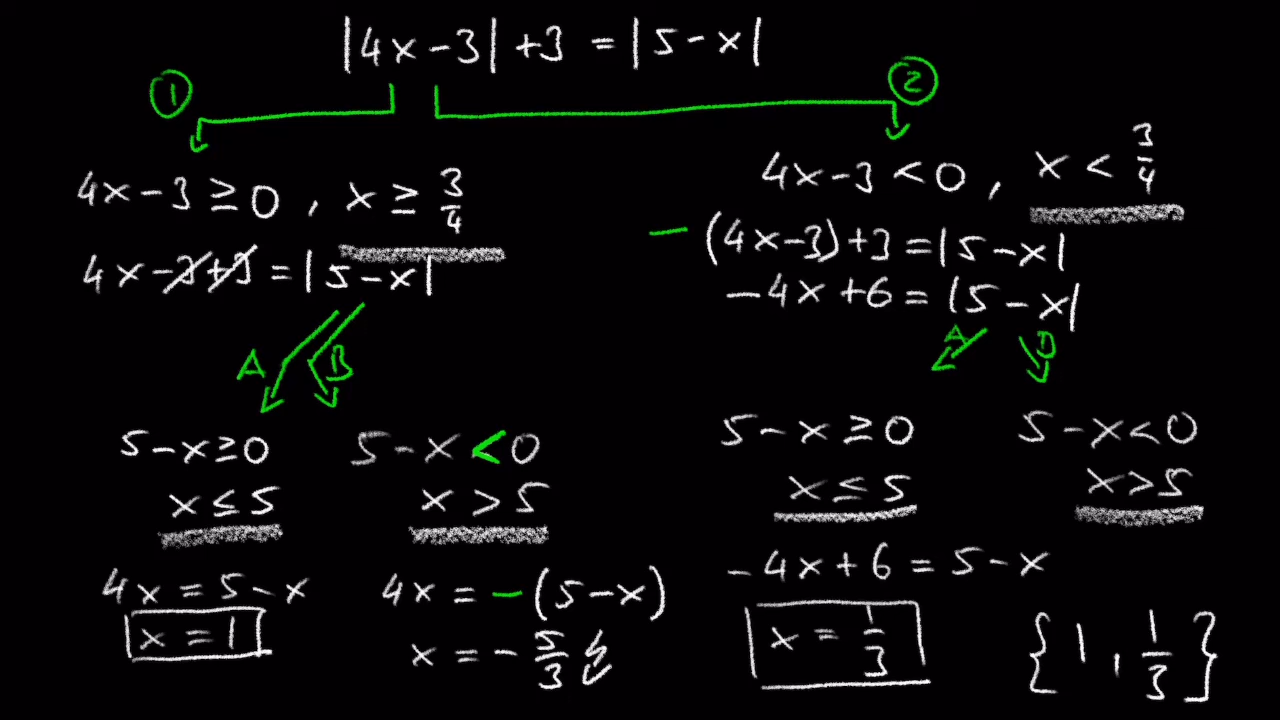 |4x-3|+3 = |5-x|
①
4x-3 ≥ 0 , x ≥ 3/4
4x-3+3 = |5-x|
A
B
5-x ≥ 0
x ≤ 5
4x = 5-x
x = 1
5-x < 0
x > 5
4x = -(5-x)
x = -5/3 ↯
②
4x-3 < 0 , x < 3/4
-(4x-3)+3 = |5-x|
-4x+6 = |5-x|
A
5-x ≥ 0
x ≤ 5
-4x+6 = 5-x
x = 1/3
5-x < 0
x > 5
{1, 1/3}